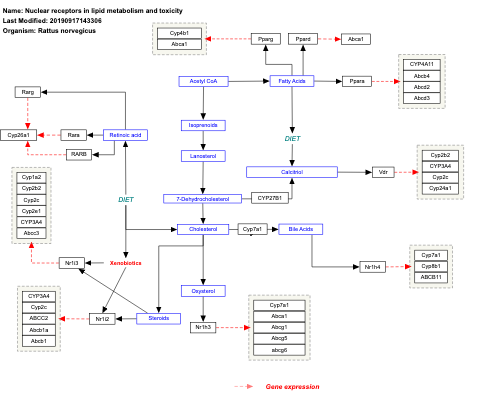 Name: Nuclear receptors in lipid metabolism and toxicity
Last Modified: 20190917143306
Organism: Rattus norvegicus
Cyp4b1
Abca1
Pparg
Ppard
Abca1
Acetyl CoA
Fatty Acids
Ppara
CYP4A11
Abcb4
Abcd2
Abcd3
Rarg
Cyp26a1
Rara
Retinoic acid
RARB
Isoprenoids
DIET
Lanosterol
Calcitriol
Vdr
Cyp2b2
CYP3A4
Cyp2c
Cyp24a1
Cyp1a2
Cyp2b2
Cyp2c
Cyp2e1
CYP3A4
Abcc3
DIET
7-Dehydrocholesterol
CYP27B1
Cholesterol
Cyp7a1
Bile Acids
Nr1i3
Xenobiotics
Nr1h4
Cyp7a1
Cyp8b1
ABCB11
Oxysterol
CYP3A4
Cyp2c
ABCC2
Abcb1a
Abcb1
Nr1i2
Steroids
Nr1h3
Cyp7a1
Abca1
Abcg1
Abcg5
abcg6
Gene expression